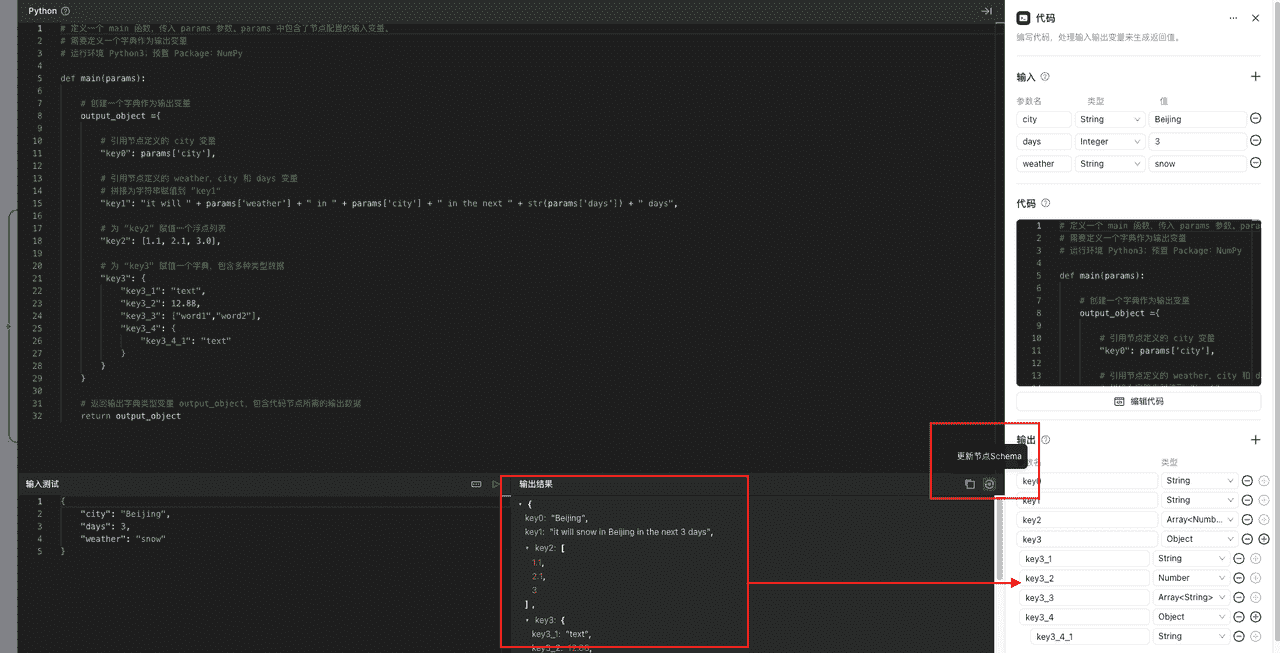 Python
1 # 定义一个 main 函数，传入 params 参数。params 中包含了节点配置的输入变量。
2 # 需要定义一个字典作为输出变量
3 # 运行环境 Python3；预置 Package：NumPy
4
5 def main(params):
6
7 # 创建一个字典作为输出变量
8 output_object ={
9
10 # 引用节点定义的 city 变量
11 "key0": params['city'],
12
13 # 引用节点定义的 weather、city 和 days 变量
14 # 拼接为字符串赋值到 "key1"
15 "key1": "it will " + params['weather'] + " in " + params['city'] + " in the next " + str(params['days']) + " days",
16
17 # 为 "key2" 赋值一个浮点列表
18 "key2": [1.1, 2.1, 3.0],
19
20 # 为 "key3" 赋值一个字典，包含多种类型数据
21 "key3": {
22 "key3_1": "text",
23 "key3_2": 12.88,
24 "key3_3": ["word1","word2"],
25 "key3_4": {
26 "key3_4_1": "text"
27 }
28 }
29 }
30
31 # 返回输出字典类型变量 output_object，包含代码节点所需的输出数据
32 return output_object
输入测试
1 {
2 "city": "Beijing",
3 "days": 3,
4 "weather": "snow"
5 }
输出结果
{
key0: "Beijing",
key1: "it will snow in Beijing in the next 3 days",
key2: [
1.1,
2.1,
3
],
key3: {
key3_1: "text",
key3_2: 12.88,
更新节点Schema
代码
编写代码，处理输入输出变量来生成返回值。
输入
参数名 类型 值
city String Beijing
days Integer 3
weather String snow
代码
1 # 定义一个 main 函数，传入 params 参数。para
2 # 需要定义一个字典作为输出变量
3 # 运行环境 Python3；预置 Package：NumPy
4
5 def main(params):
6
7 # 创建一个字典作为输出变量
8 output_object ={
9
10 # 引用节点定义的 city 变量
11 "key0": params['city'],
12
13 # 引用节点定义的 weather、city 和 d
编辑代码
输出
数名 类型
key0 String
key1 String
key2 Array<Numb...
key3 Object
key3_1 String
key3_2 Number
key3_3 Array<String>
key3_4 Object
key3_4_1 String